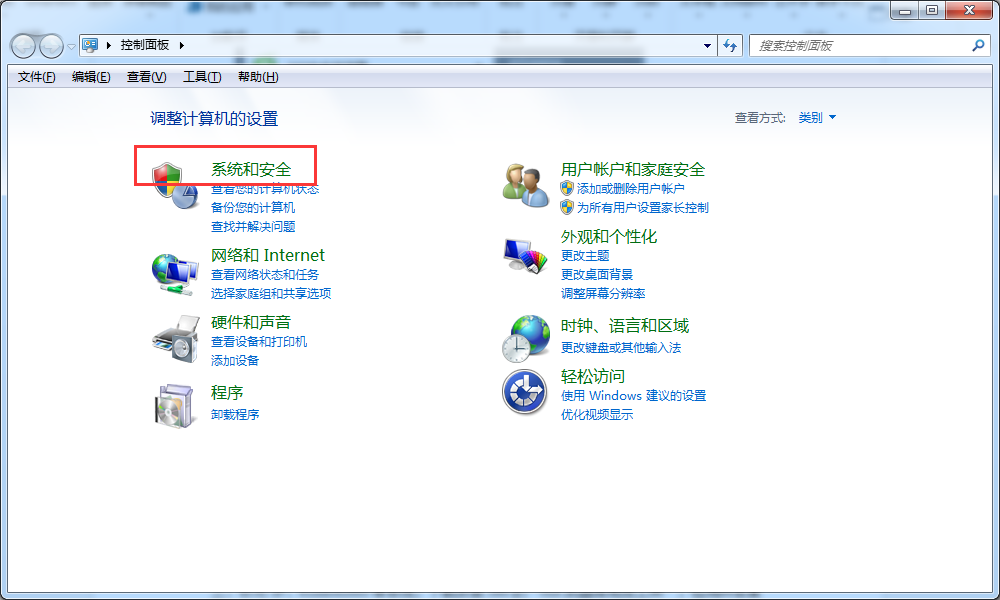 控制面板
搜索控制面板
文件(F) 编辑(E) 查看(V) 工具(T) 帮助(H)
调整计算机的设置
查看方式: 类别
系统和安全
查看您的计算机状态
备份您的计算机
查找并解决问题
网络和 Internet
查看网络状态和任务
选择家庭组和共享选项
硬件和声音
查看设备和打印机
添加设备
程序
卸载程序
用户帐户和家庭安全
添加或删除用户帐户
为所有用户设置家长控制
外观和个性化
更改主题
更改桌面背景
调整屏幕分辨率
时钟、语言和区域
更改键盘或其他输入法
轻松访问
使用 Windows 建议的设置
优化视频显示